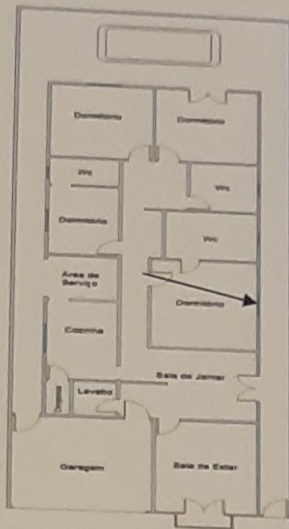 Dormitório
Dormitório
Wc
Wc
Dormitório
Wc
Área de
Serviço
Dormitório
Cozinha
Sala de Jantar
Lavabo
Garagem
Sala de Estar